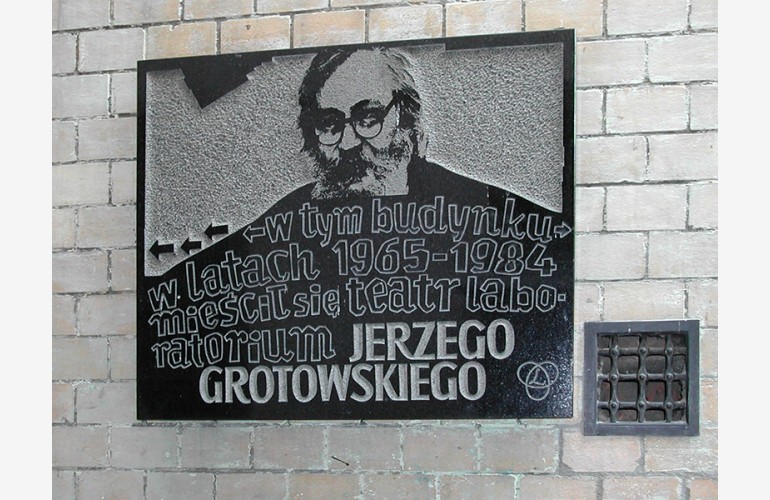 w tym budynku
w latach 1965-1984
mieścił się teatr labo-
ratorium JERZEGO
GROTOWSKIEGO